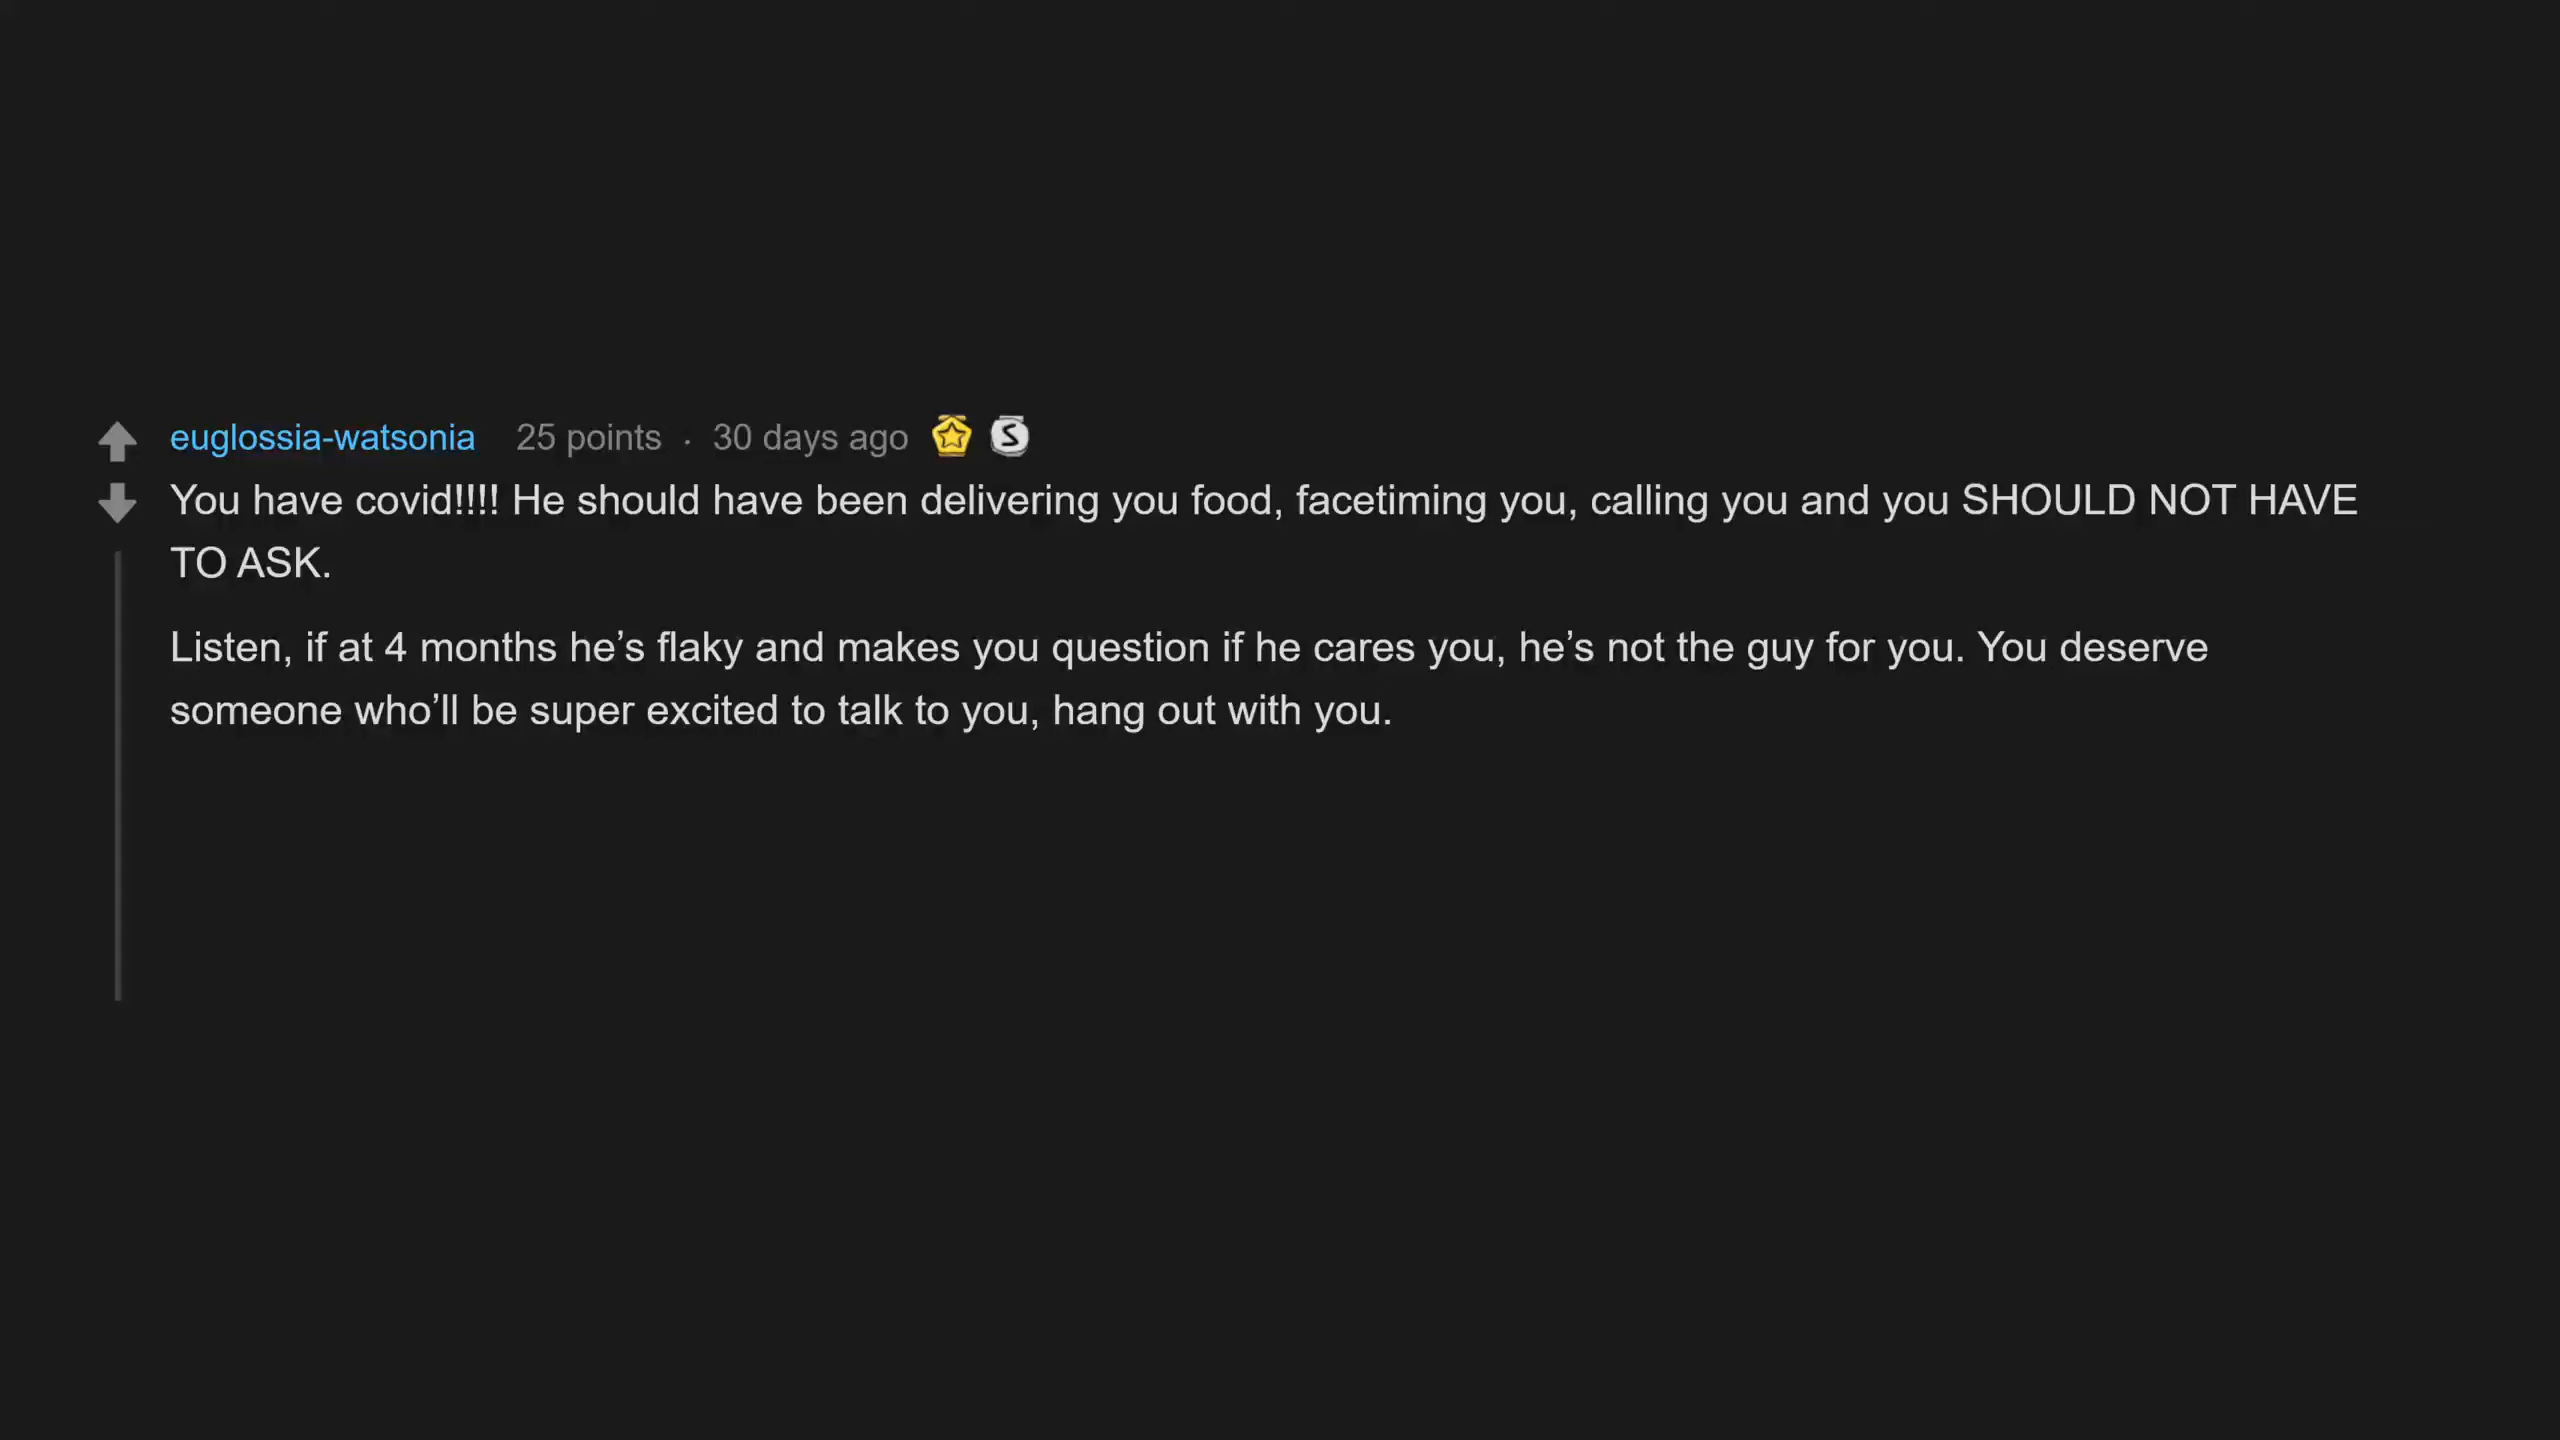 euglossia-watsonia 25 points · 30 days ago
You have covid!!!! He should have been delivering you food, facetiming you, calling you and you SHOULD NOT HAVE
TO ASK.
Listen, if at 4 months he’s flaky and makes you question if he cares you, he’s not the guy for you. You deserve
someone who’ll be super excited to talk to you, hang out with you.